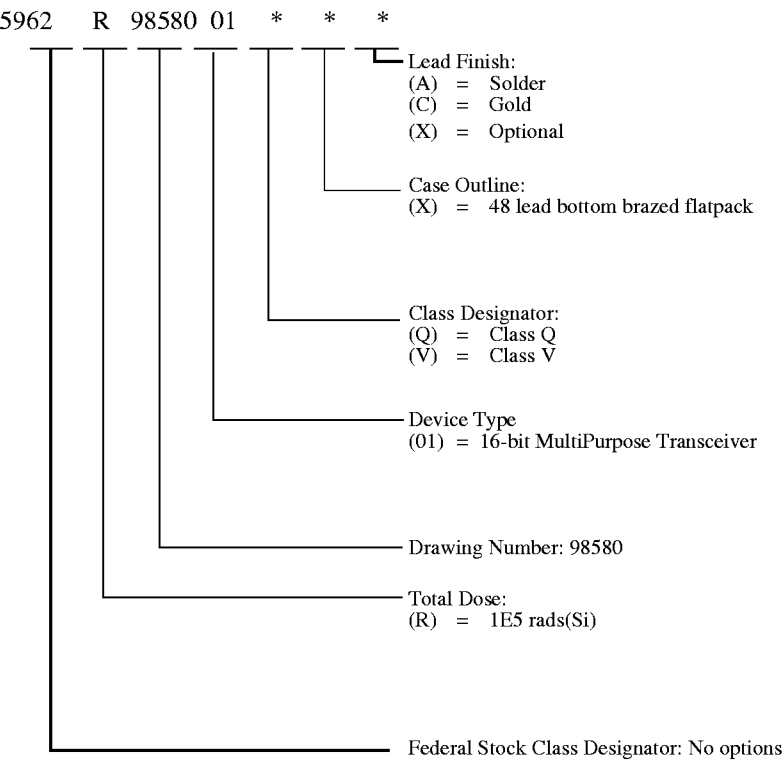 5962 R 98580 01 * * *
Lead Finish:
(A) = Solder
(C) = Gold
(X) = Optional
Case Outline:
(X) = 48 lead bottom brazed flatpack
Class Designator:
(Q) = Class Q
(V) = Class V
Device Type
(01) = 16-bit MultiPurpose Transceiver
Drawing Number: 98580
Total Dose:
(R) = 1E5 rads(Si)
Federal Stock Class Designator: No options